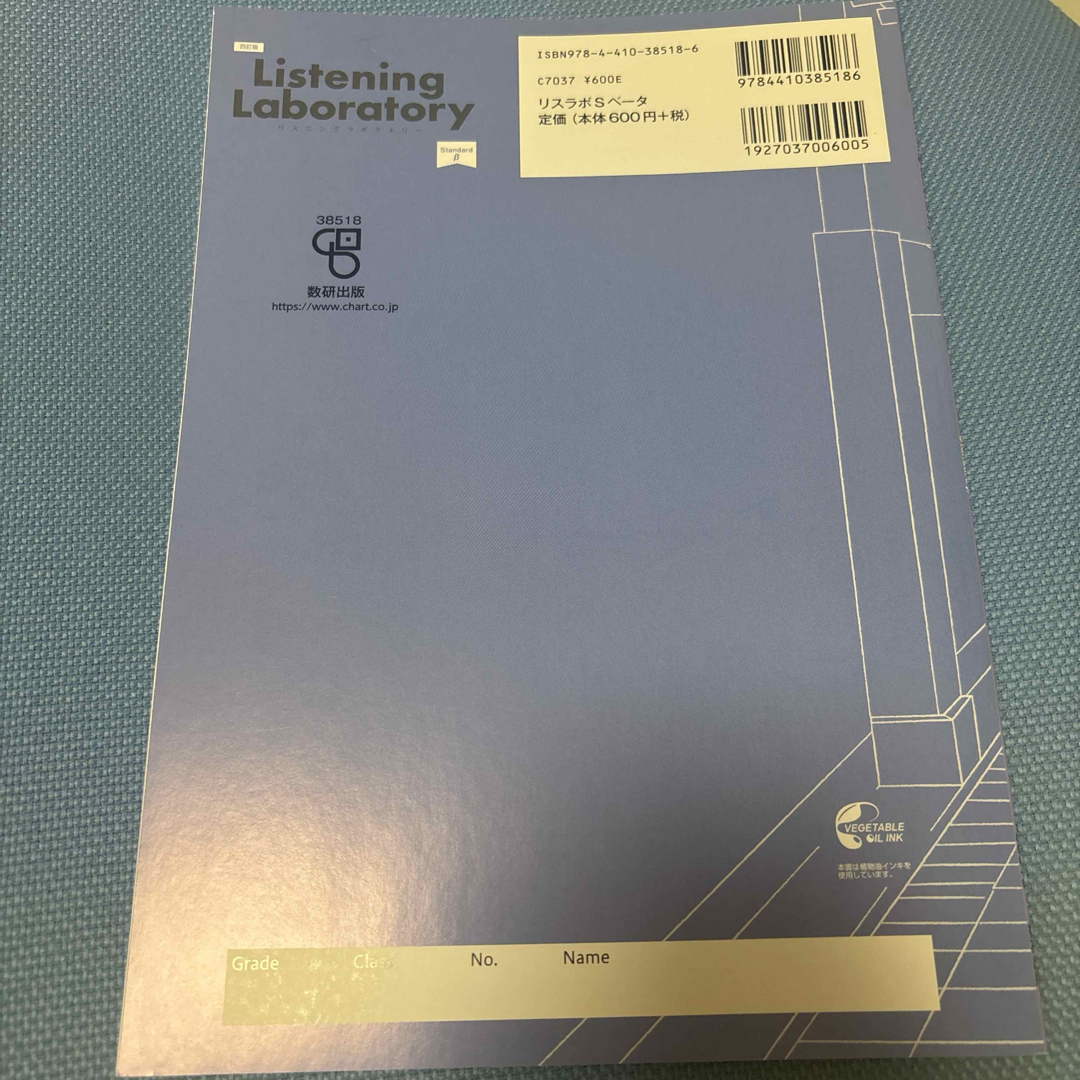 四訂版
Listening
Laboratory
リスニングラボラトリー
Standard
β
ISBN978-4-410-38518-6
C7037 ¥600E
リスラボSベータ
定価(本体600円+税)
9784410385186
1927037006005
38518
数研出版
https://www.chart.co.jp
VEGETABLE
OIL INK
本書は植物油インキを
使用しています。
Grade Class No. Name